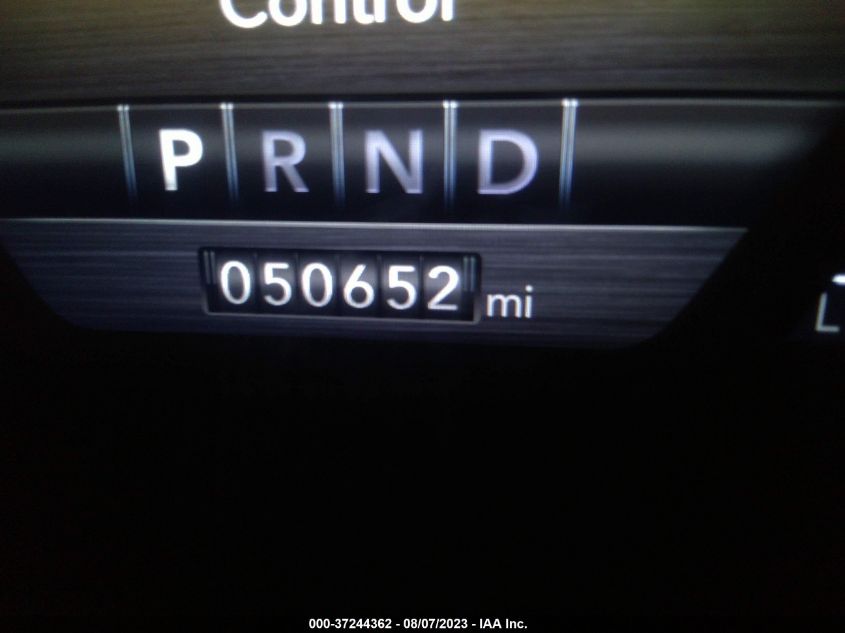 Control
P R N D
050652 mi
L
000-37244362 - 08/07/2023 - IAA Inc.